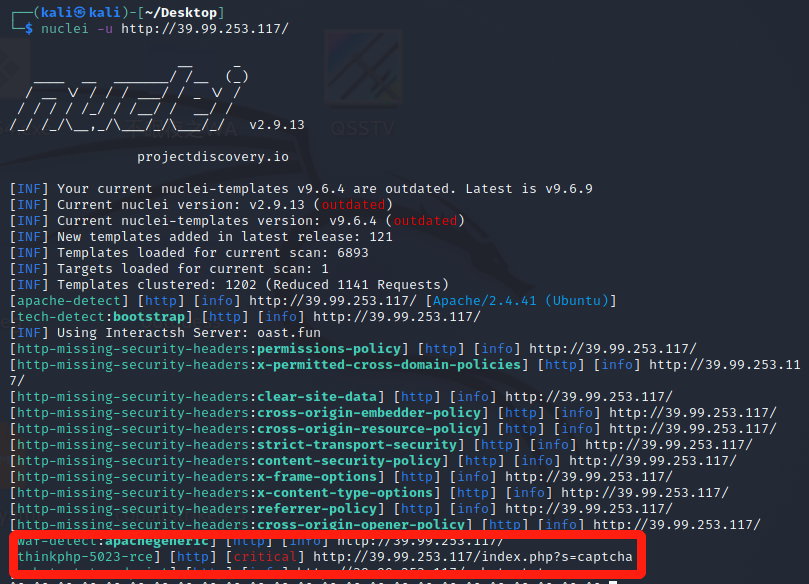 ┌──(kali㉿kali)-[~/Desktop]
└─$ nuclei -u http://39.99.253.117/
nuclei v2.9.13
projectdiscovery.io
[INF] Your current nuclei-templates v9.6.4 are outdated. Latest is v9.6.9
[INF] Current nuclei version: v2.9.13 (outdated)
[INF] Current nuclei-templates version: v9.6.4 (outdated)
[INF] New templates added in latest release: 121
[INF] Templates loaded for current scan: 6893
[INF] Targets loaded for current scan: 1
[INF] Templates clustered: 1202 (Reduced 1141 Requests)
[apache-detect] [http] [info] http://39.99.253.117/ [Apache/2.4.41 (Ubuntu)]
[tech-detect:bootstrap] [http] [info] http://39.99.253.117/
[INF] Using Interactsh Server: oast.fun
[http-missing-security-headers:permissions-policy] [http] [info] http://39.99.253.117/
[http-missing-security-headers:x-permitted-cross-domain-policies] [http] [info] http://39.99.253.11
7/
[http-missing-security-headers:clear-site-data] [http] [info] http://39.99.253.117/
[http-missing-security-headers:cross-origin-embedder-policy] [http] [info] http://39.99.253.117/
[http-missing-security-headers:cross-origin-resource-policy] [http] [info] http://39.99.253.117/
[http-missing-security-headers:strict-transport-security] [http] [info] http://39.99.253.117/
[http-missing-security-headers:content-security-policy] [http] [info] http://39.99.253.117/
[http-missing-security-headers:x-frame-options] [http] [info] http://39.99.253.117/
[http-missing-security-headers:x-content-type-options] [http] [info] http://39.99.253.117/
[http-missing-security-headers:referrer-policy] [http] [info] http://39.99.253.117/
[http-missing-security-headers:cross-origin-opener-policy] [http] [info] http://39.99.253.117/
waf-detect:apachegeneric] [http] [info] http://39.99.253.117/
thinkphp-5023-rce] [http] [critical] http://39.99.253.117/index.php?s=captcha
QSSTV